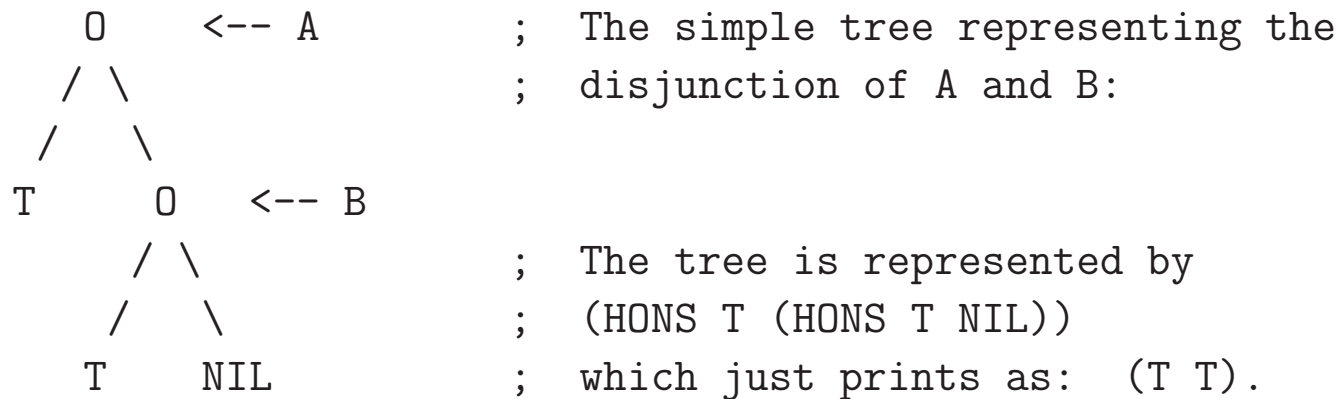 O    <-- A        ;  The simple tree representing the
/ \        ;  disjunction of A and B:
/   \
T     O   <-- B
/ \        ;  The tree is represented by
/   \        ;  (HONS T (HONS T NIL))
T    NIL        ;  which just prints as:  (T T).